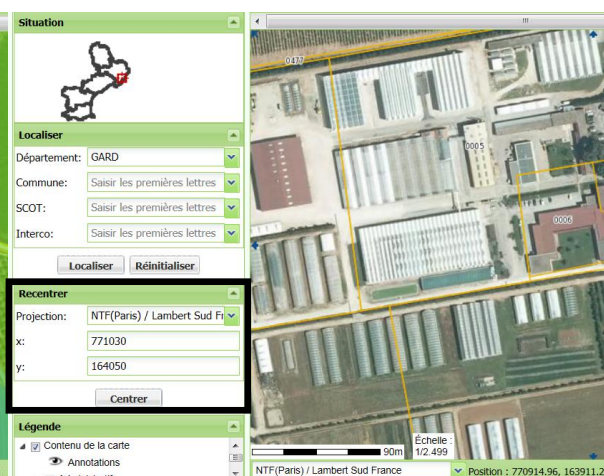 Situation
Localiser
Département: GARD
Commune: Saisir les premières lettres
SCOT: Saisir les premières lettres
Interco: Saisir les premières lettres
Localiser Réinitialiser
Recentrer
Projection: NTF(Paris) / Lambert Sud Fr
x: 771030
y: 164050
Centrer
Légende
Contenu de la carte
Annotations
0477
0005
0006
90m
Échelle :
1/2.499
NTF(Paris) / Lambert Sud France
Position : 770914.96, 163911.2